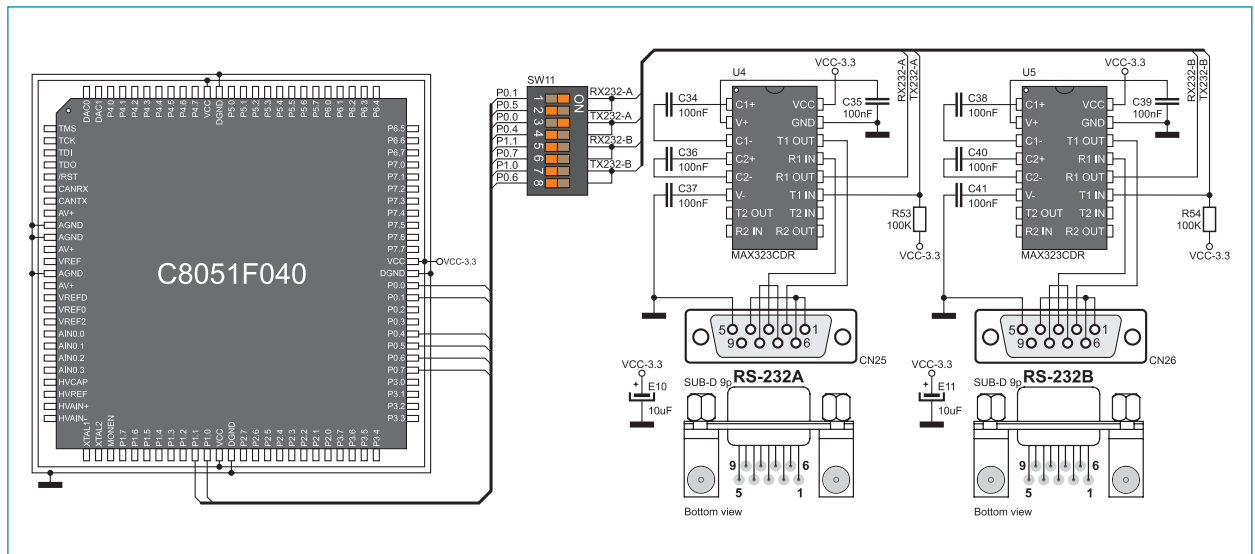 DAC0
DAC1
P4.0
P4.1
P4.2
P4.3
P4.4
P4.5
P4.6
P4.7
VCC
DGND
P5.0
P5.1
P5.2
P5.3
P5.4
P5.5
P5.6
P5.7
P6.0
P6.1
P6.2
P6.3
P6.4
TMS
TCK
TDI
TDO
/RST
CANRX
CANTX
AV+
AGND
AGND
AV+
VREF
AGND
AV+
VREFD
VREF0
VREF2
AIN0.0
AIN0.1
AIN0.2
AIN0.3
HVCAP
HVREF
HVAIN+
HVAIN-
C8051F040
P6.5
P6.6
P6.7
P7.0
P7.1
P7.2
P7.3
P7.4
P7.5
P7.6
P7.7
VCC
DGND
P0.0
P0.1
P0.2
P0.3
P0.4
P0.5
P0.6
P0.7
P3.0
P3.1
P3.2
P3.3
XTAL1
XTAL2
MONEN
P1.7
P1.6
P1.5
P1.4
P1.3
P1.2
P1.1
P1.0
VCC
DGND
P2.7
P2.6
P2.5
P2.4
P2.3
P2.2
P2.1
P2.0
P3.7
P3.6
P3.5
P3.4
VCC-3.3
SW11
P0.1
P0.5
P0.0
P0.4
P1.1
P0.7
P1.0
P0.6
1
2
3
4
5
6
7
8
ON
RX232-A
TX232-A
RX232-B
TX232-B
U4
VCC-3.3
C34
100nF
C36
100nF
C37
100nF
C1+
V+
C1-
C2+
C2-
V-
T2 OUT
R2 IN
VCC
GND
T1 OUT
R1 IN
R1 OUT
T1 IN
T2 IN
R2 OUT
MAX323CDR
C35
100nF
RX232-A
TX232-A
R53
100K
VCC-3.3
5
1
9
6
CN25
VCC-3.3
+
E10
10uF
SUB-D 9p
RS-232A
9
6
5
1
Bottom view
U5
VCC-3.3
C38
100nF
C40
100nF
C41
100nF
C1+
V+
C1-
C2+
C2-
V-
T2 OUT
R2 IN
VCC
GND
T1 OUT
R1 IN
R1 OUT
T1 IN
T2 IN
R2 OUT
MAX323CDR
C39
100nF
RX232-B
TX232-B
R54
100K
VCC-3.3
5
1
9
6
CN26
VCC-3.3
+
E11
10uF
SUB-D 9p
RS-232B
9
6
5
1
Bottom view